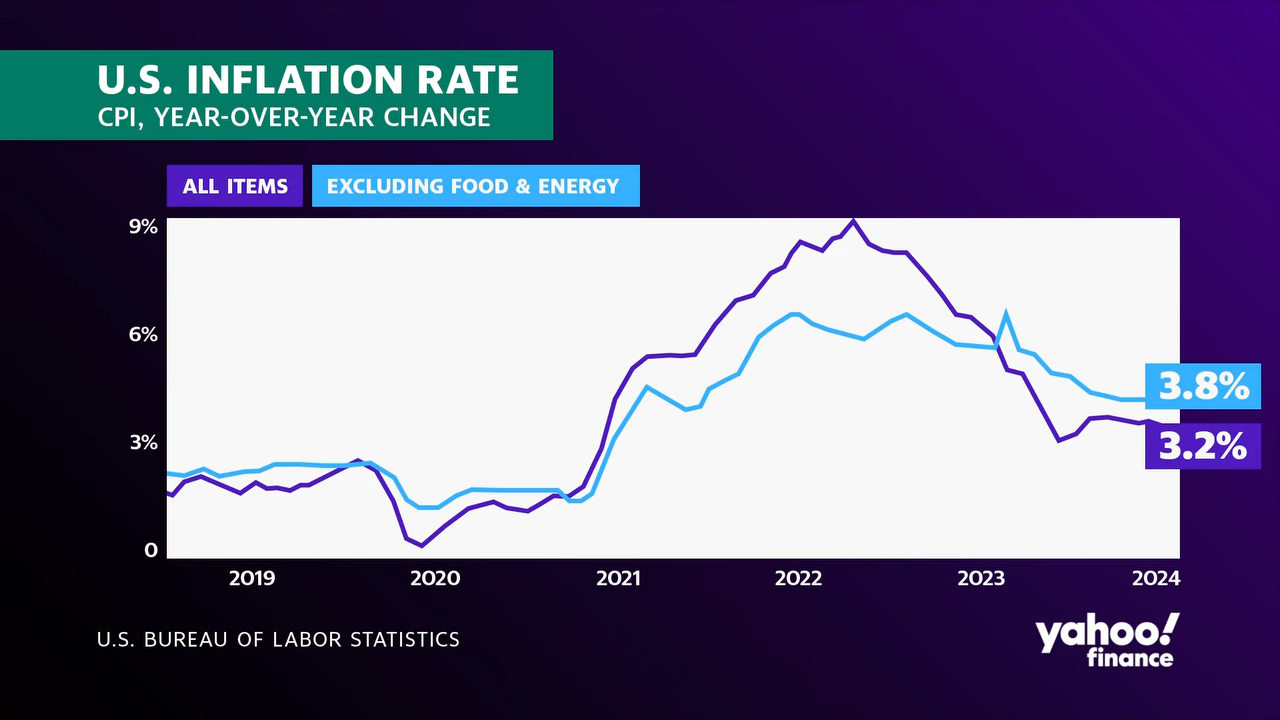 U.S. INFLATION RATE
CPI, YEAR-OVER-YEAR CHANGE
ALL ITEMS
EXCLUDING FOOD & ENERGY
9%
6%
3%
0
3.8%
3.2%
2019
2020
2021
2022
2023
2024
U.S. BUREAU OF LABOR STATISTICS
yahoo!
finance